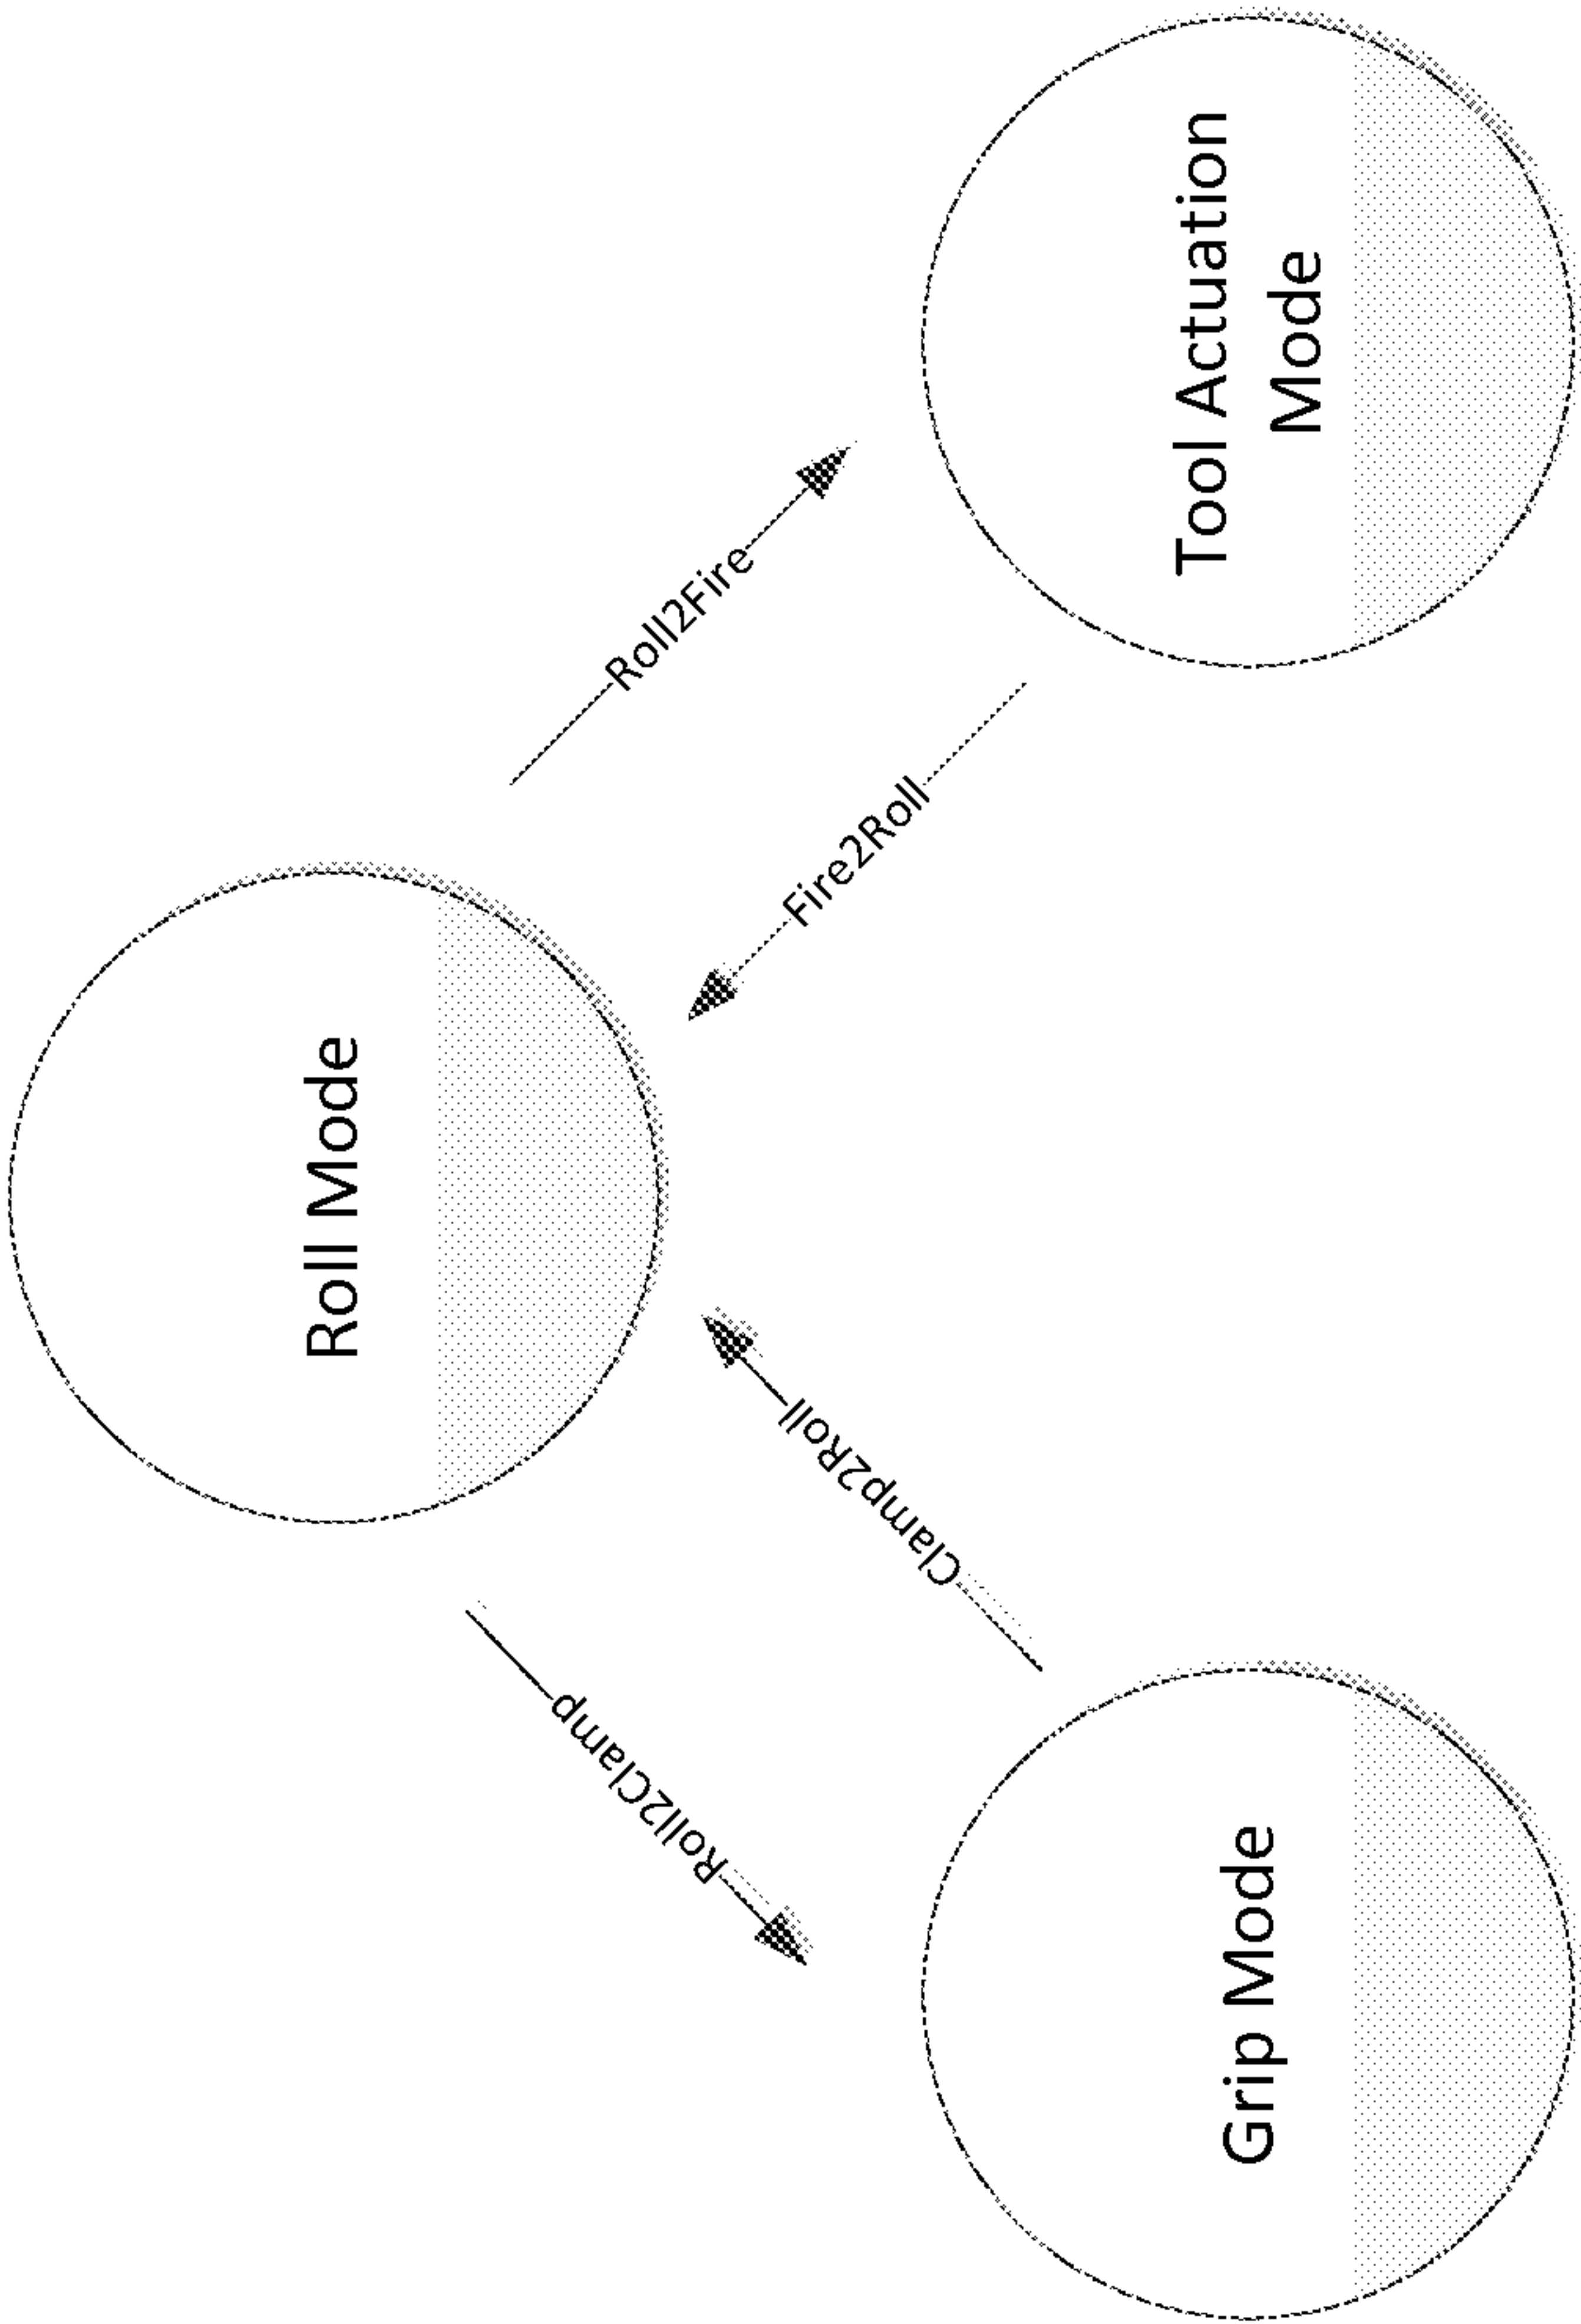 Roll Mode
Roll2Clamp
Clamp2Roll
Roll2Fire
Fire2Roll
Grip Mode
Tool Actuation
Mode